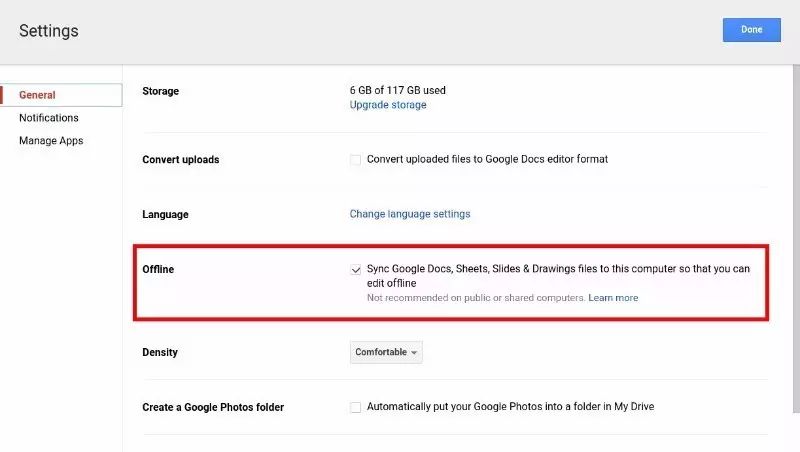 Settings
Done
General
Notifications
Manage Apps
Storage
6 GB of 117 GB used
Upgrade storage
Convert uploads
Convert uploaded files to Google Docs editor format
Language
Change language settings
Offline
Sync Google Docs, Sheets, Slides & Drawings files to this computer so that you can
edit offline
Not recommended on public or shared computers. Learn more
Density
Comfortable
Create a Google Photos folder
Automatically put your Google Photos into a folder in My Drive